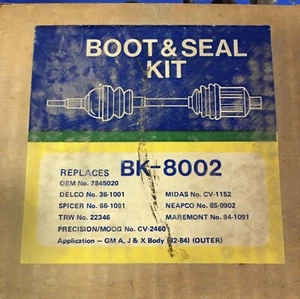 BOOT & SEAL
KIT
REPLACES BK-8002
OEM No. 7845020
DELCO No. 36-1001 MIDAS No. CV-1152
SPICER No. 66-1091 NEAPCO No. 85-0902
TRW No. 22346 MAREMONT No. 94-1091
PRECISION/MOOG No. CV-2460
Application – GM A, J & X Body (82-84) (OUTER)